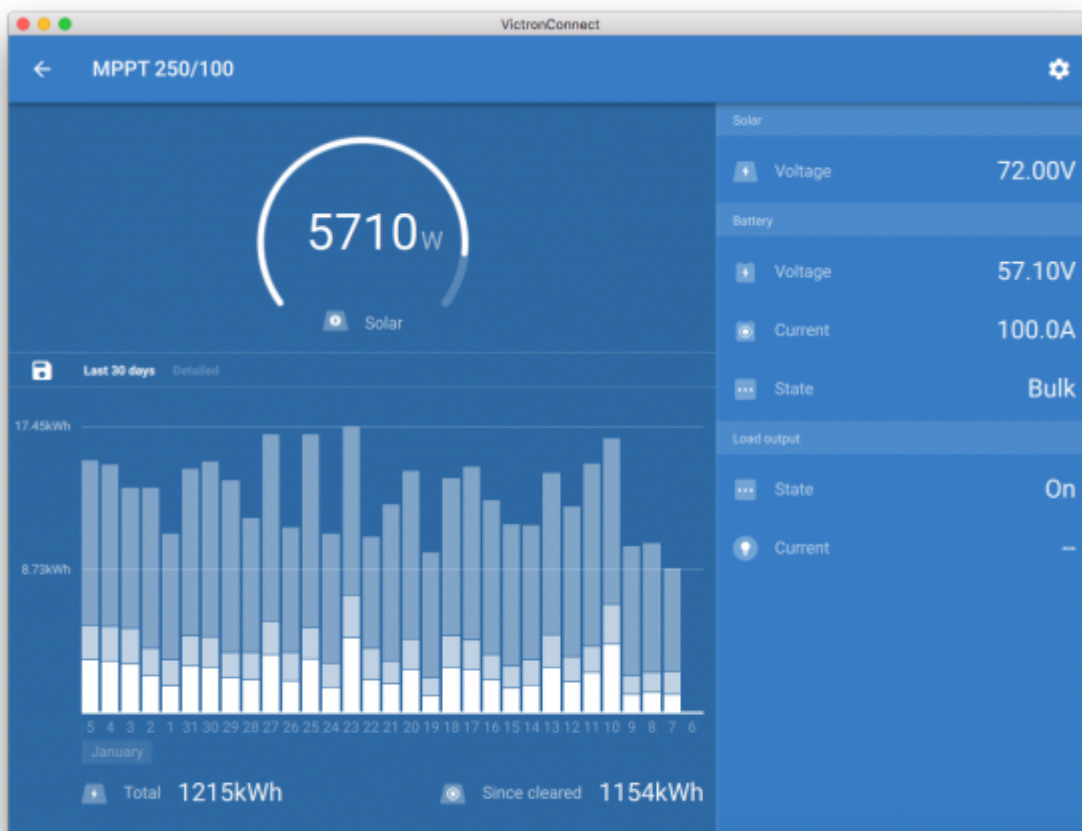 VictronConnect
MPPT 250/100
5710W
Solar
Last 30 days Detailed
17.45kWh
8.73kWh
5 4 3 2 1 31 30 29 28 27 26 25 24 23 22 21 20 19 18 17 16 15 14 13 12 11 10 9 8 7 6
January
Total 1215kWh Since cleared 1154kWh
Solar
Voltage 72.00V
Battery
Voltage 57.10V
Current 100.0A
State Bulk
Load output
State On
Current --